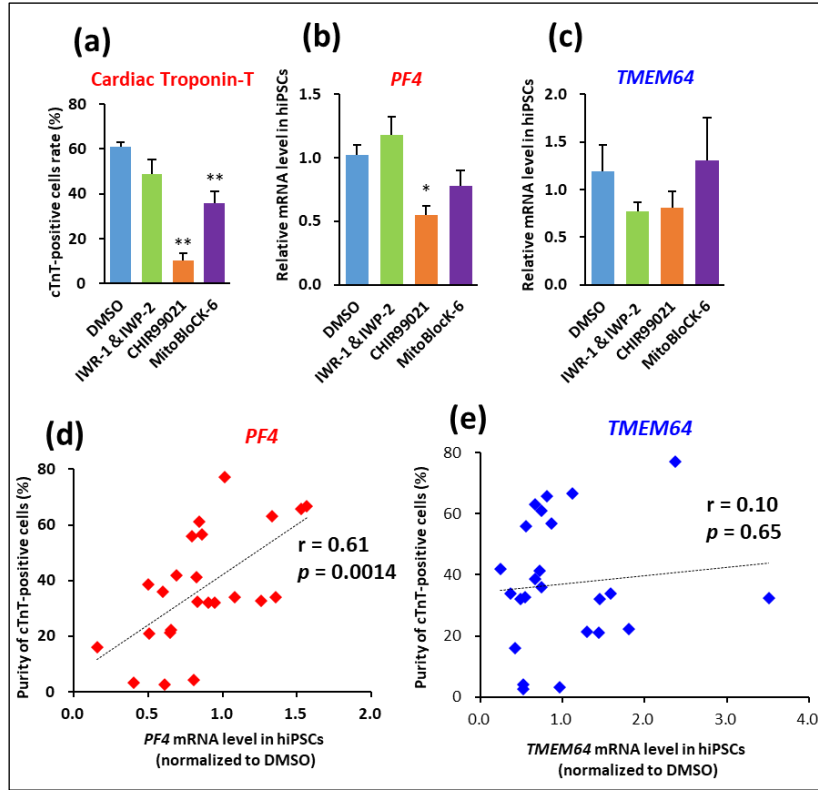 (a)
Cardiac Troponin-T
cTnT-positive cells rate (%)
80
60
40
20
0
**
**
DMSO
IWR-1 & IWP-2
CHIR99021
MitoBlocK-6
(b)
PF4
Relative mRNA level in hiPSCs
1.5
1.0
0.5
0.0
*
DMSO
IWR-1 & IWP-2
CHIR99021
MitoBlocK-6
(c)
TMEM64
Relative mRNA level in hiPSCs
2.0
1.5
1.0
0.5
0.0
DMSO
IWR-1 & IWP-2
CHIR99021
MitoBlocK-6
(d)
PF4
Purity of cTnT-positive cells (%)
80
60
40
20
0
r = 0.61
p = 0.0014
0.0 0.5 1.0 1.5 2.0
PF4 mRNA level in hiPSCs
(normalized to DMSO)
(e)
TMEM64
Purity of cTnT-positive cells (%)
80
60
40
20
0
r = 0.10
p = 0.65
0.0 1.0 2.0 3.0 4.0
TMEM64 mRNA level in hiPSCs
(normalized to DMSO)